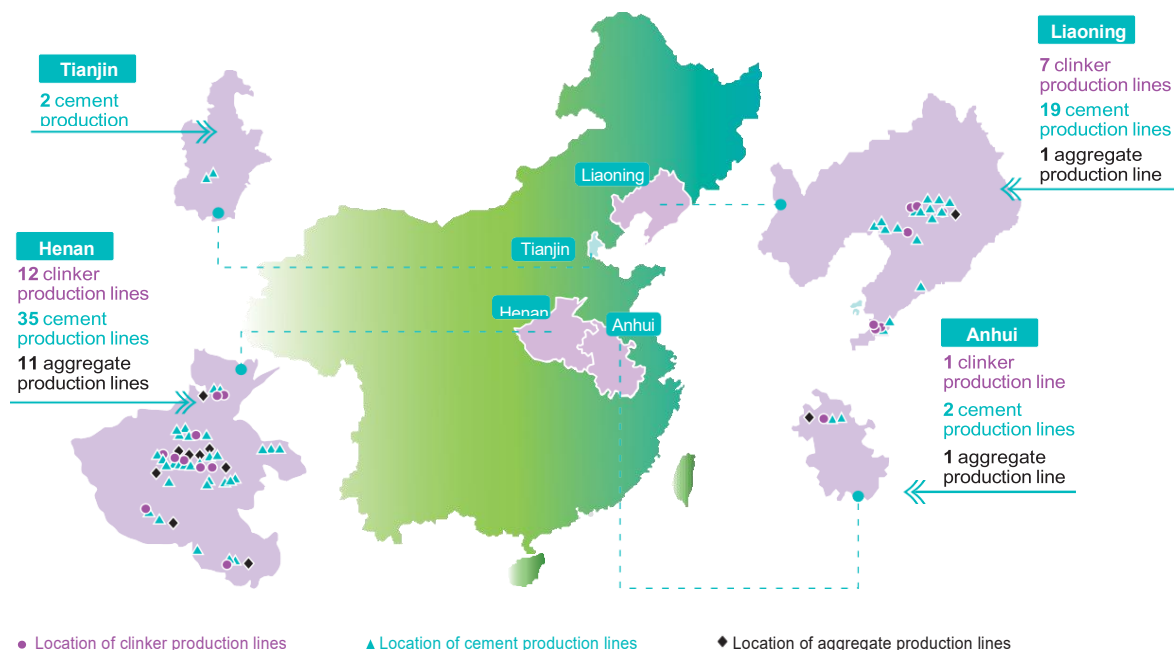 Tianjin
2 cement
production
Henan
12 clinker
production lines
35 cement
production lines
11 aggregate
production lines
Liaoning
Tianjin
Henan
Anhui
Liaoning
7 clinker
production lines
19 cement
production lines
1 aggregate
production line
Anhui
1 clinker
production line
2 cement
production lines
1 aggregate
production line
Location of clinker production lines
Location of cement production lines
Location of aggregate production lines